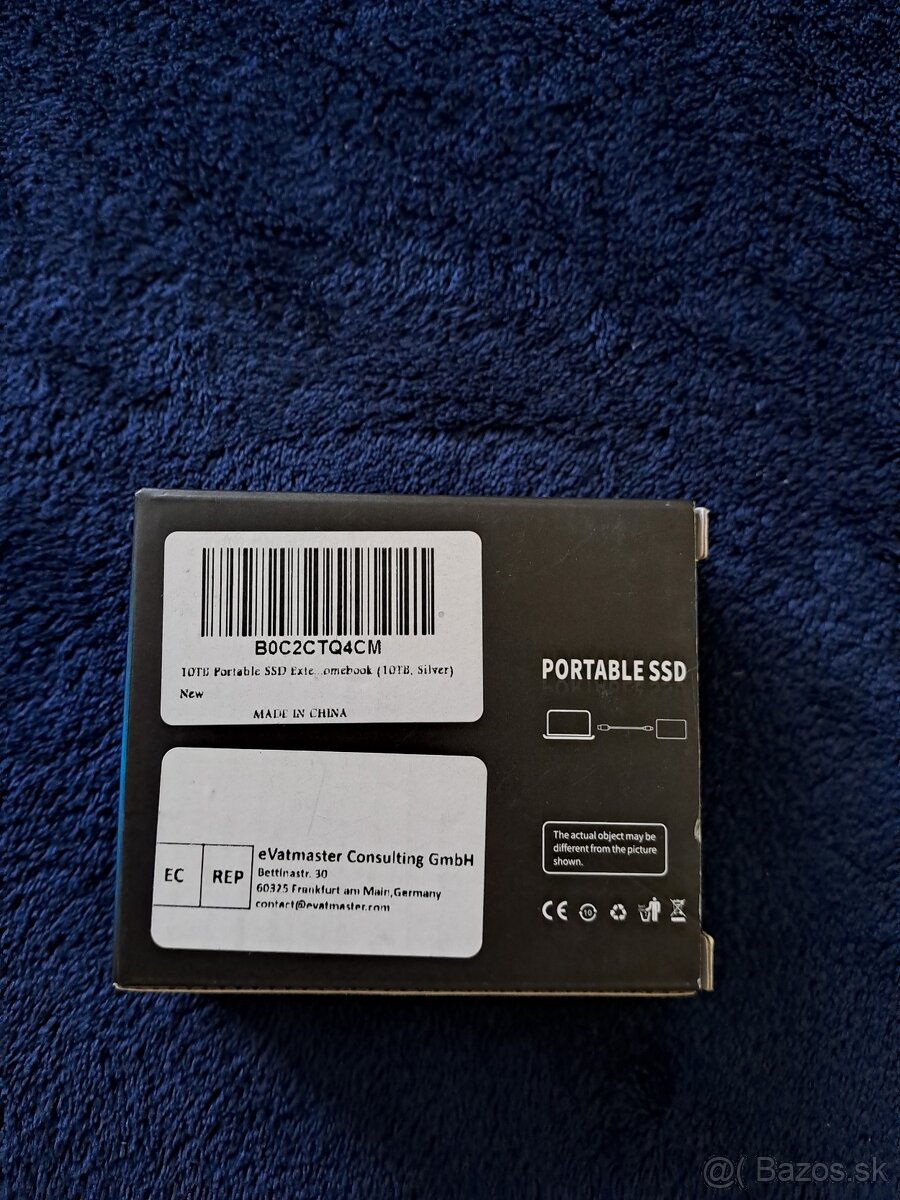 B0C2CTQ4CM
10TB Portable SSD Exte...omebook (10TB, Silver)
New
MADE IN CHINA
PORTABLE SSD
The actual object may be
different from the picture
shown.
EC REP
eVatmaster Consulting GmbH
Bettinastr. 30
60325 Frankfurt am Main,Germany
contact@evatmaster.com
CE 10
@( Bazos.sk